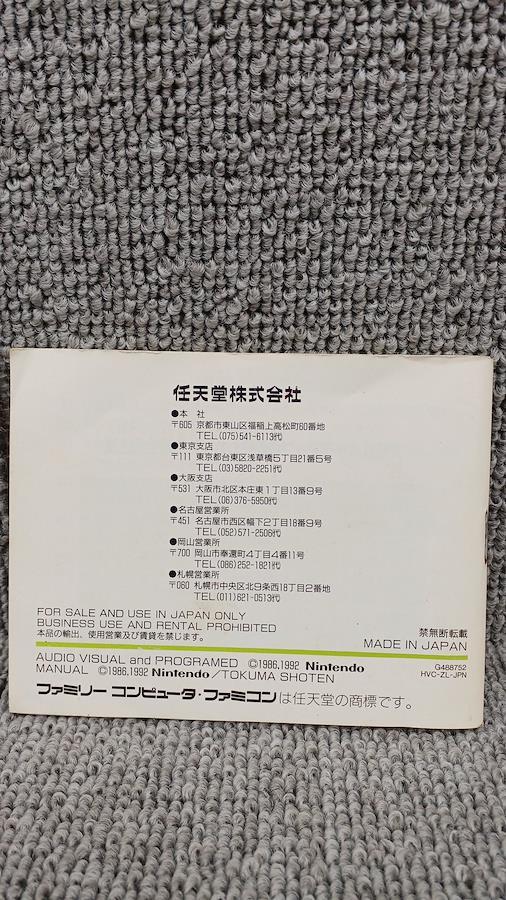 任天堂株式会社
●本　社
〒605 京都市東山区福稲上高松町60番地
TEL.(075)541-6113代
●東京支店
〒111 東京都台東区浅草橋5丁目21番5号
TEL.(03)5820-2251代
●大阪支店
〒531 大阪市北区本庄東1丁目13番9号
TEL.(06)376-5950代
●名古屋営業所
〒451 名古屋市西区幅下2丁目18番9号
TEL.(052)571-2506代
●岡山営業所
〒700 岡山市奉還町4丁目4番11号
TEL.(086)252-1821代
●札幌営業所
〒060 札幌市中央区北9条西18丁目2番地
TEL.(011)621-0513代
FOR SALE AND USE IN JAPAN ONLY
BUSINESS USE AND RENTAL PROHIBITED
本品の輸出、使用営業及び賃貸を禁じます。
禁無断転載
MADE IN JAPAN
AUDIO VISUAL and PROGRAMED ©1986,1992 Nintendo
MANUAL ©1986,1992 Nintendo/TOKUMA SHOTEN
G488752
HVC-ZL-JPN
ファミリーコンピュータ・ファミコンは任天堂の商標です。